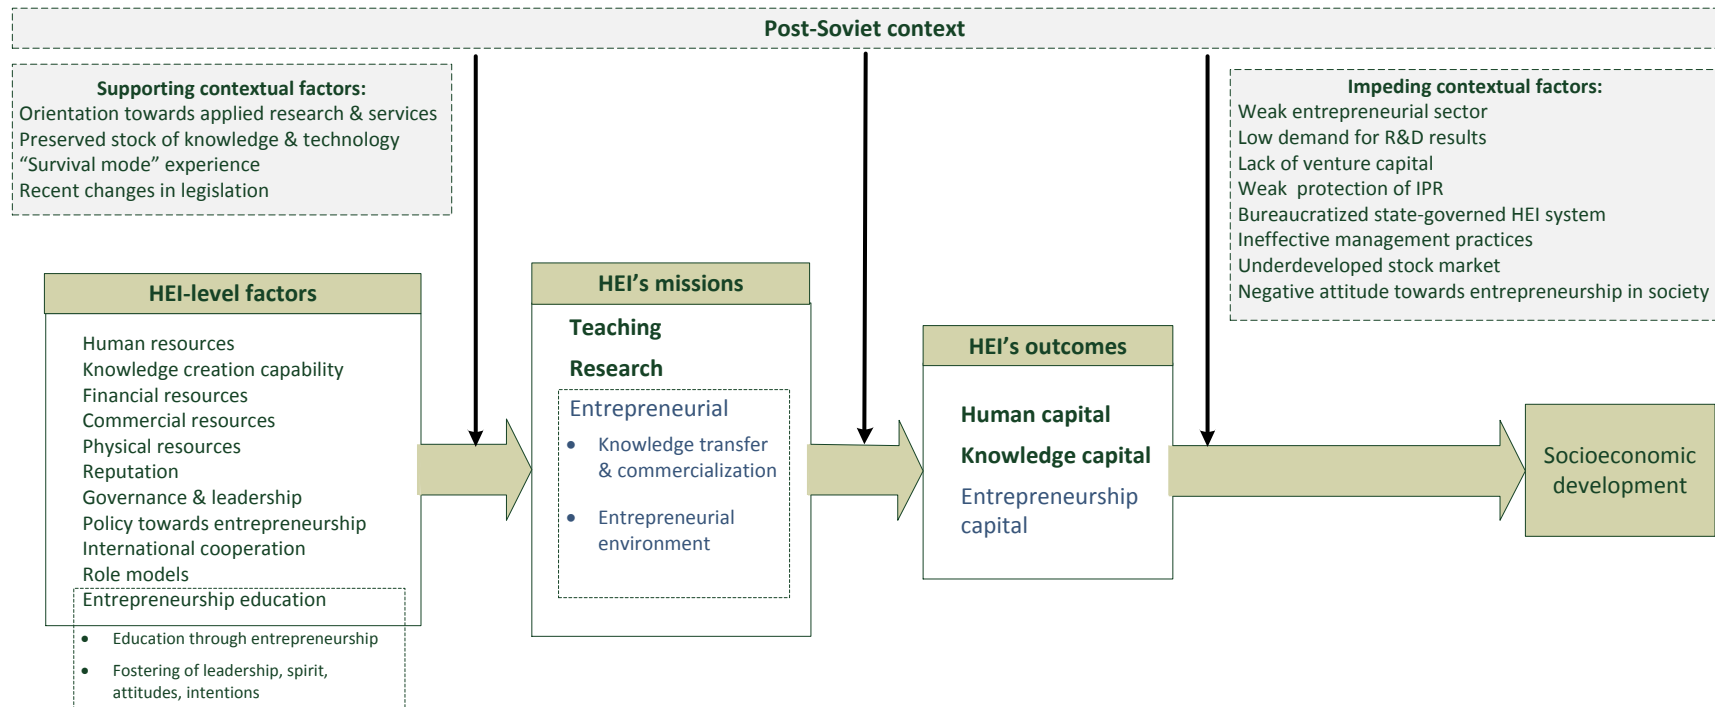 Post-Soviet context
Supporting contextual factors:
Orientation towards applied research & services
Preserved stock of knowledge & technology
“Survival mode” experience
Recent changes in legislation
Impeding contextual factors:
Weak entrepreneurial sector
Low demand for R&D results
Lack of venture capital
Weak  protection of IPR
Bureaucratized state-governed HEI system
Ineffective management practices
Underdeveloped stock market
Negative attitude towards entrepreneurship in society
HEI-level factors
Human resources
Knowledge creation capability
Financial resources
Commercial resources
Physical resources
Reputation
Governance & leadership
Policy towards entrepreneurship
International cooperation
Role models
Entrepreneurship education
• Education through entrepreneurship
• Fostering of leadership, spirit,
attitudes, intentions
HEI’s missions
Teaching
Research
Entrepreneurial
• Knowledge transfer
& commercialization
• Entrepreneurial
environment
HEI’s outcomes
Human capital
Knowledge capital
Entrepreneurship
capital
Socioeconomic
development